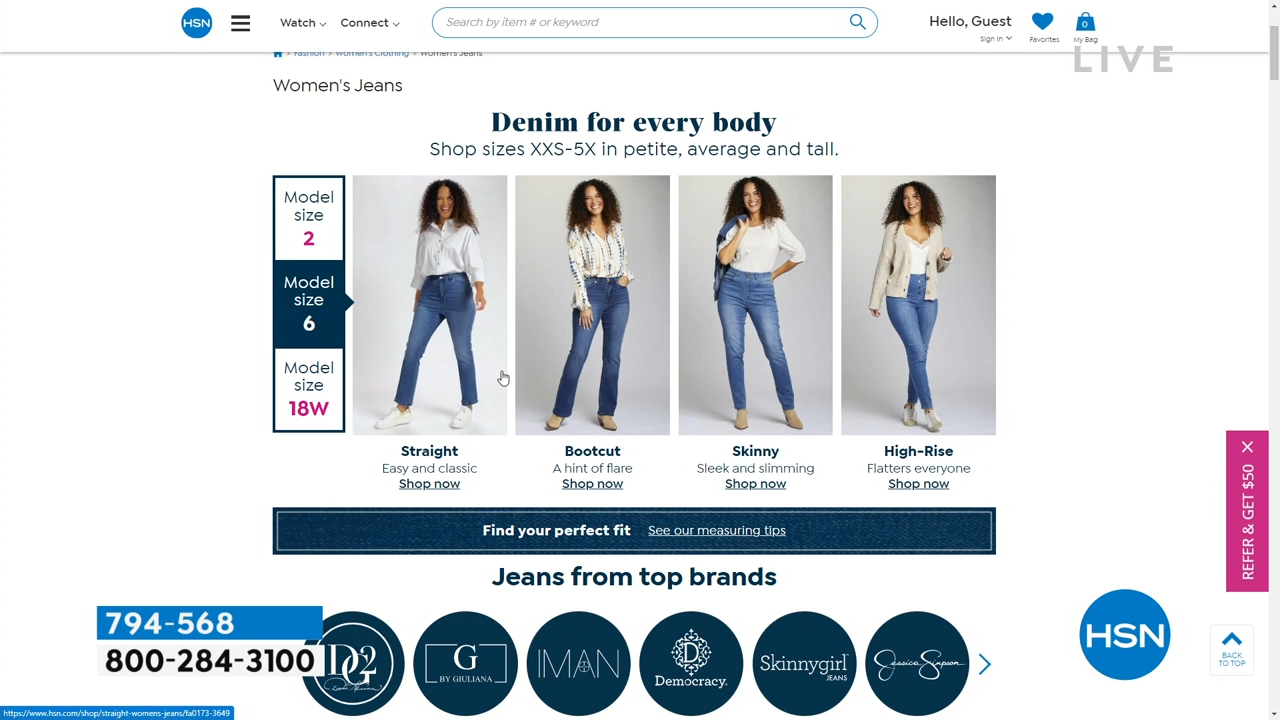 HSN
Watch
Connect
Search by item # or keyword
Hello, Guest
Sign In
Favorites
0
My Bag
LIVE
Fashion > Women's Clothing > Women's Jeans
Women's Jeans
Denim for every body
Shop sizes XXS-5X in petite, average and tall.
Model
size
2
Model
size
6
Model
size
18W
Straight
Easy and classic
Shop now
Bootcut
A hint of flare
Shop now
Skinny
Sleek and slimming
Shop now
High-Rise
Flatters everyone
Shop now
Find your perfect fit See our measuring tips
REFER & GET $50
Jeans from top brands
794-568
800-284-3100
DG2
G
BY GIULIANA
IMAN
D
Democracy.
Skinnygirl
JEANS
Jessica Simpson
HSN
BACK
TO TOP
https://www.hsn.com/shop/straight-womens-jeans/fa0173-3649